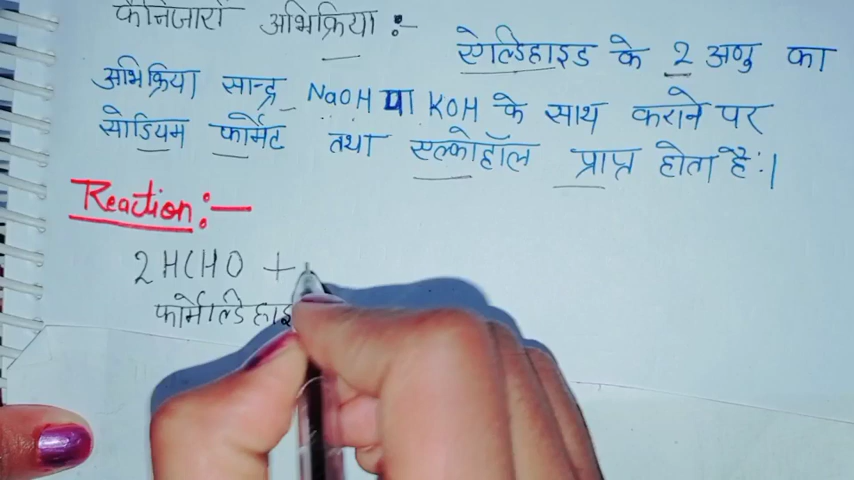 कैनिजारो अभिक्रिया :-
ऐल्डिहाइड के 2 अणु का
अभिक्रिया सान्द्र NaOH या KOH के साथ कराने पर
सोडियम फॉर्मेट तथा एल्कोहॉल प्राप्त होता है:।
Reaction :-
2HCHO +
फॉर्मेल्डिहाइ